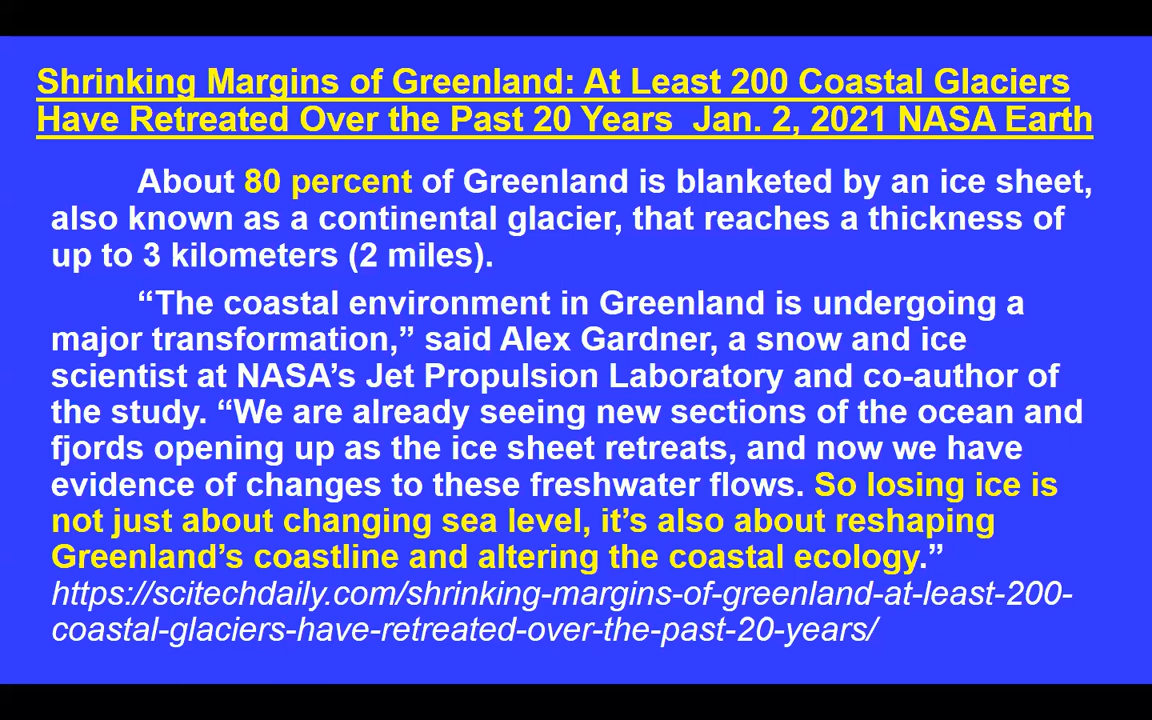 Shrinking Margins of Greenland: At Least 200 Coastal Glaciers
Have Retreated Over the Past 20 Years  Jan. 2, 2021 NASA Earth
About 80 percent of Greenland is blanketed by an ice sheet,
also known as a continental glacier, that reaches a thickness of
up to 3 kilometers (2 miles).
“The coastal environment in Greenland is undergoing a
major transformation,” said Alex Gardner, a snow and ice
scientist at NASA’s Jet Propulsion Laboratory and co-author of
the study. “We are already seeing new sections of the ocean and
fjords opening up as the ice sheet retreats, and now we have
evidence of changes to these freshwater flows. So losing ice is
not just about changing sea level, it’s also about reshaping
Greenland’s coastline and altering the coastal ecology.”
https://scitechdaily.com/shrinking-margins-of-greenland-at-least-200-
coastal-glaciers-have-retreated-over-the-past-20-years/